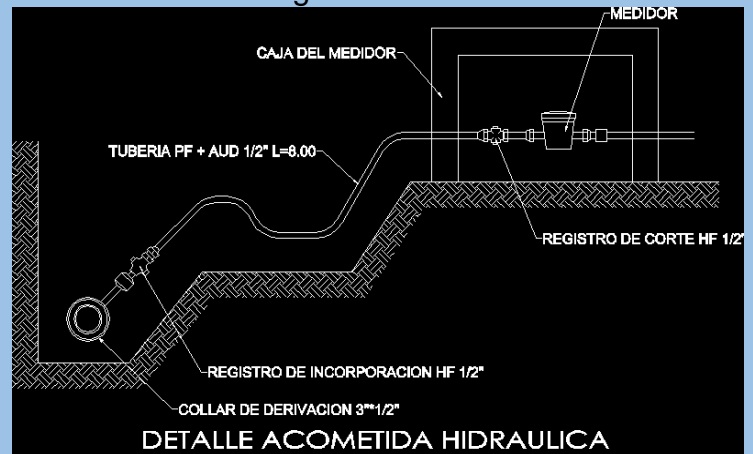 MEDIDOR
CAJA DEL MEDIDOR
TUBERIA PF + AUD 1/2" L=8.00
REGISTRO DE CORTE HF 1/2"
REGISTRO DE INCORPORACION HF 1/2"
COLLAR DE DERIVACION 3"*1/2"
DETALLE ACOMETIDA HIDRAULICA